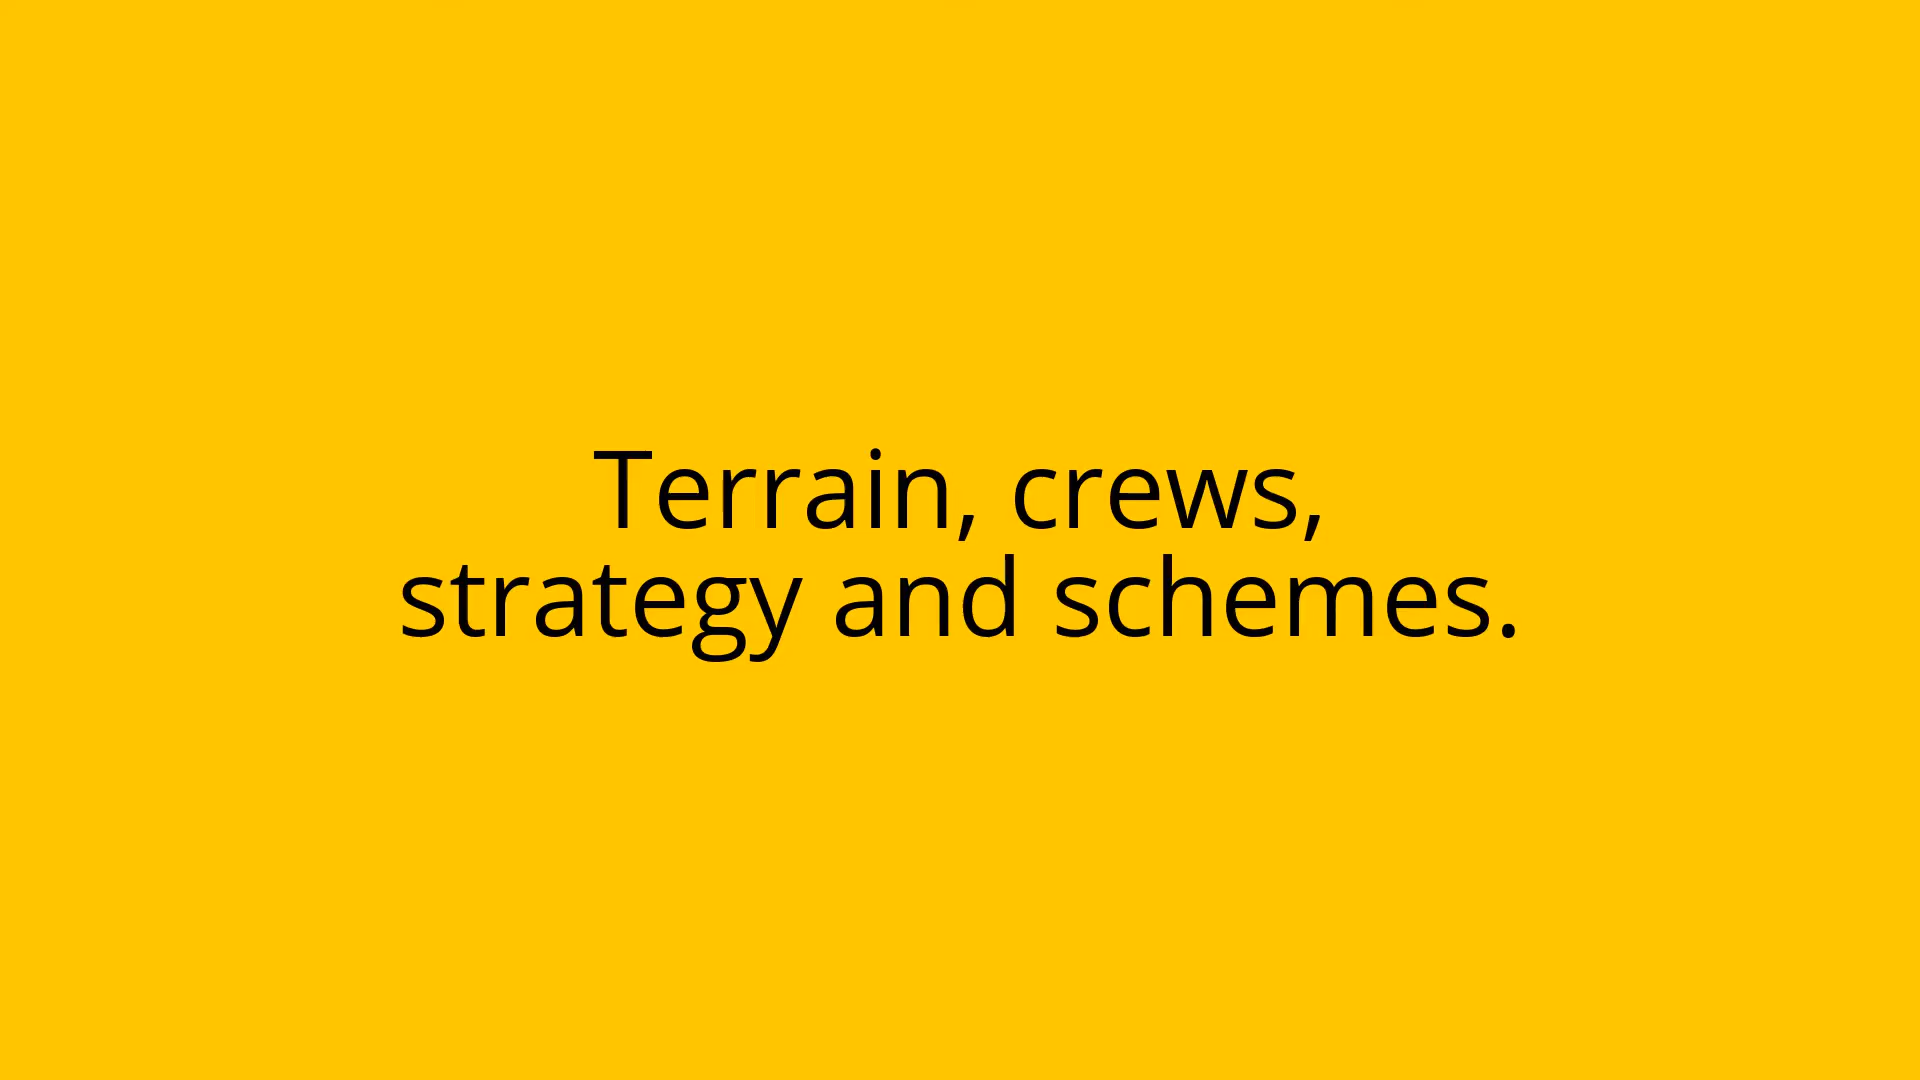 Terrain, crews,
strategy and schemes.